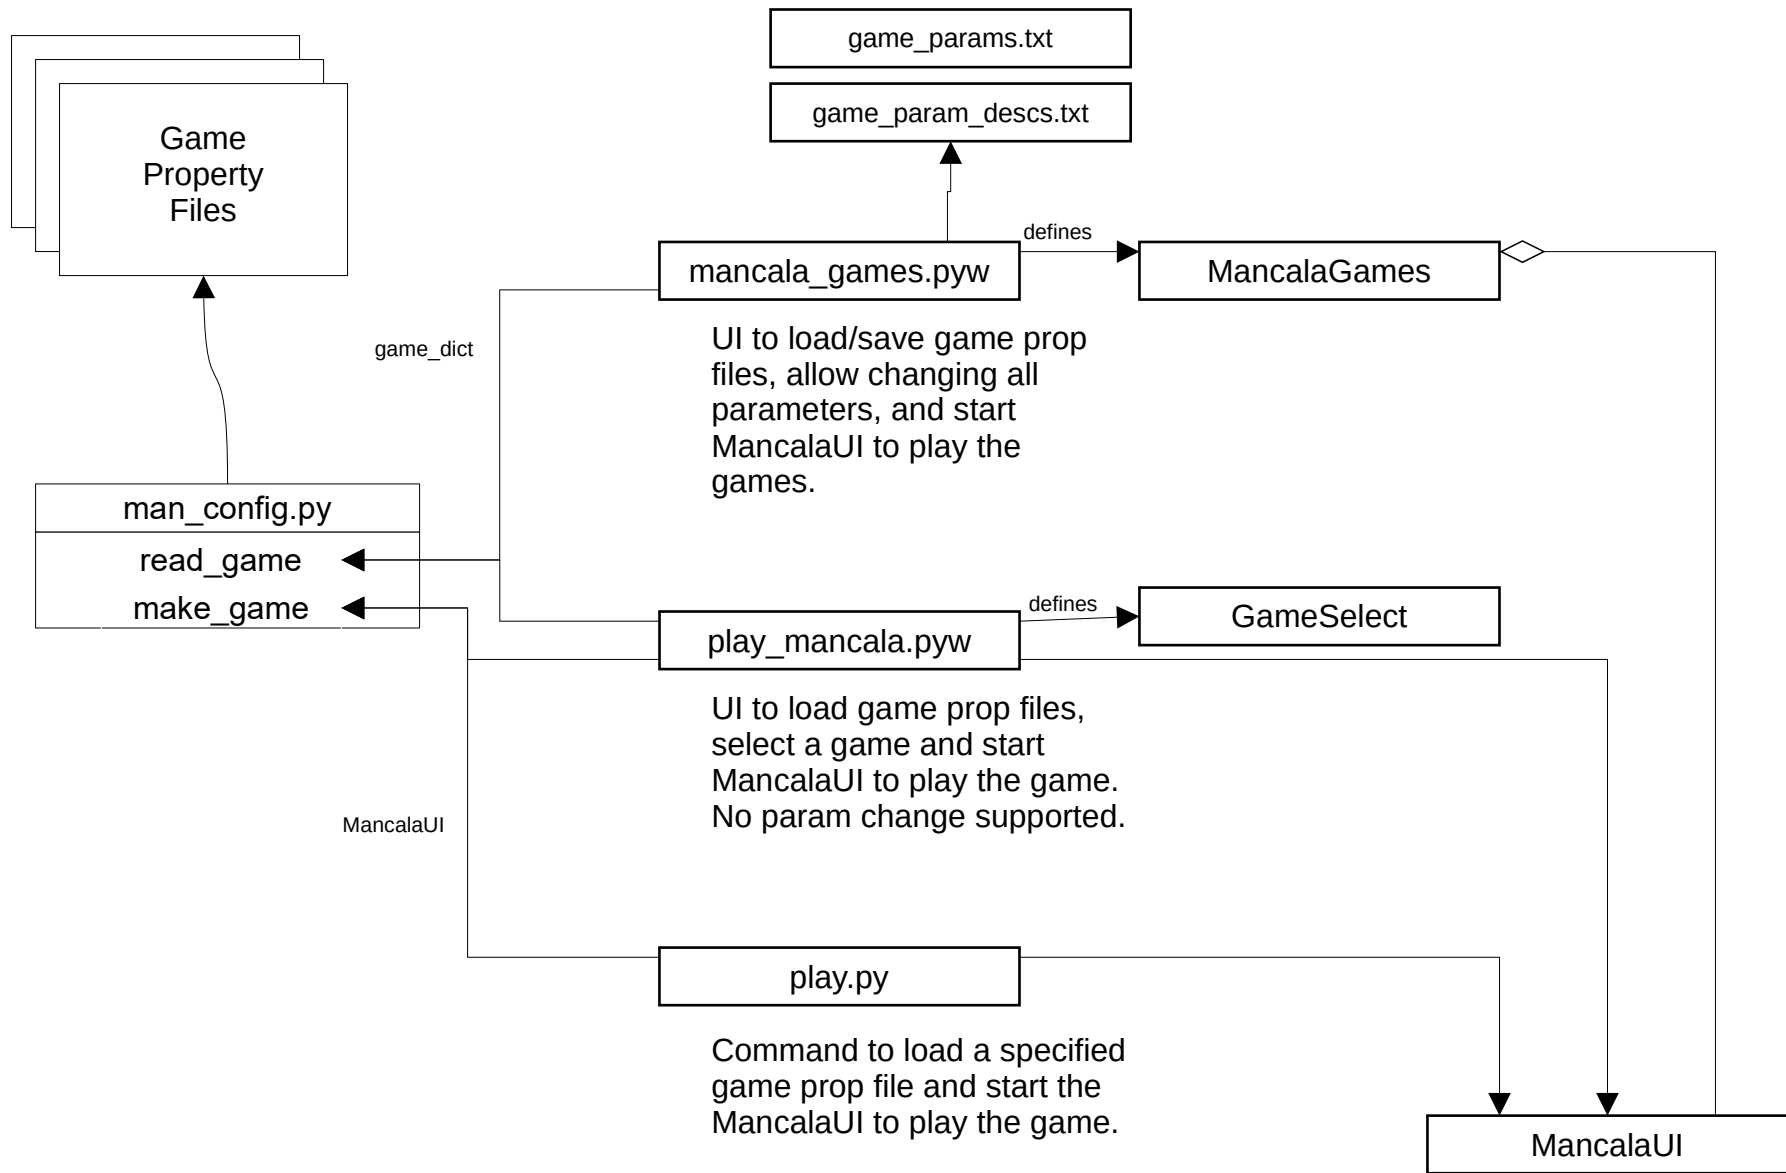 game_params.txt
game_param_descs.txt
Game
Property
Files
defines
mancala_games.pyw
MancalaGames
UI to load/save game prop
files, allow changing all
parameters, and start
MancalaUI to play the
games.
game_dict
man_config.py
read_game
make_game
defines
play_mancala.pyw
GameSelect
UI to load game prop files,
select a game and start
MancalaUI to play the game.
No param change supported.
MancalaUI
play.py
Command to load a specified
game prop file and start the
MancalaUI to play the game.
MancalaUI